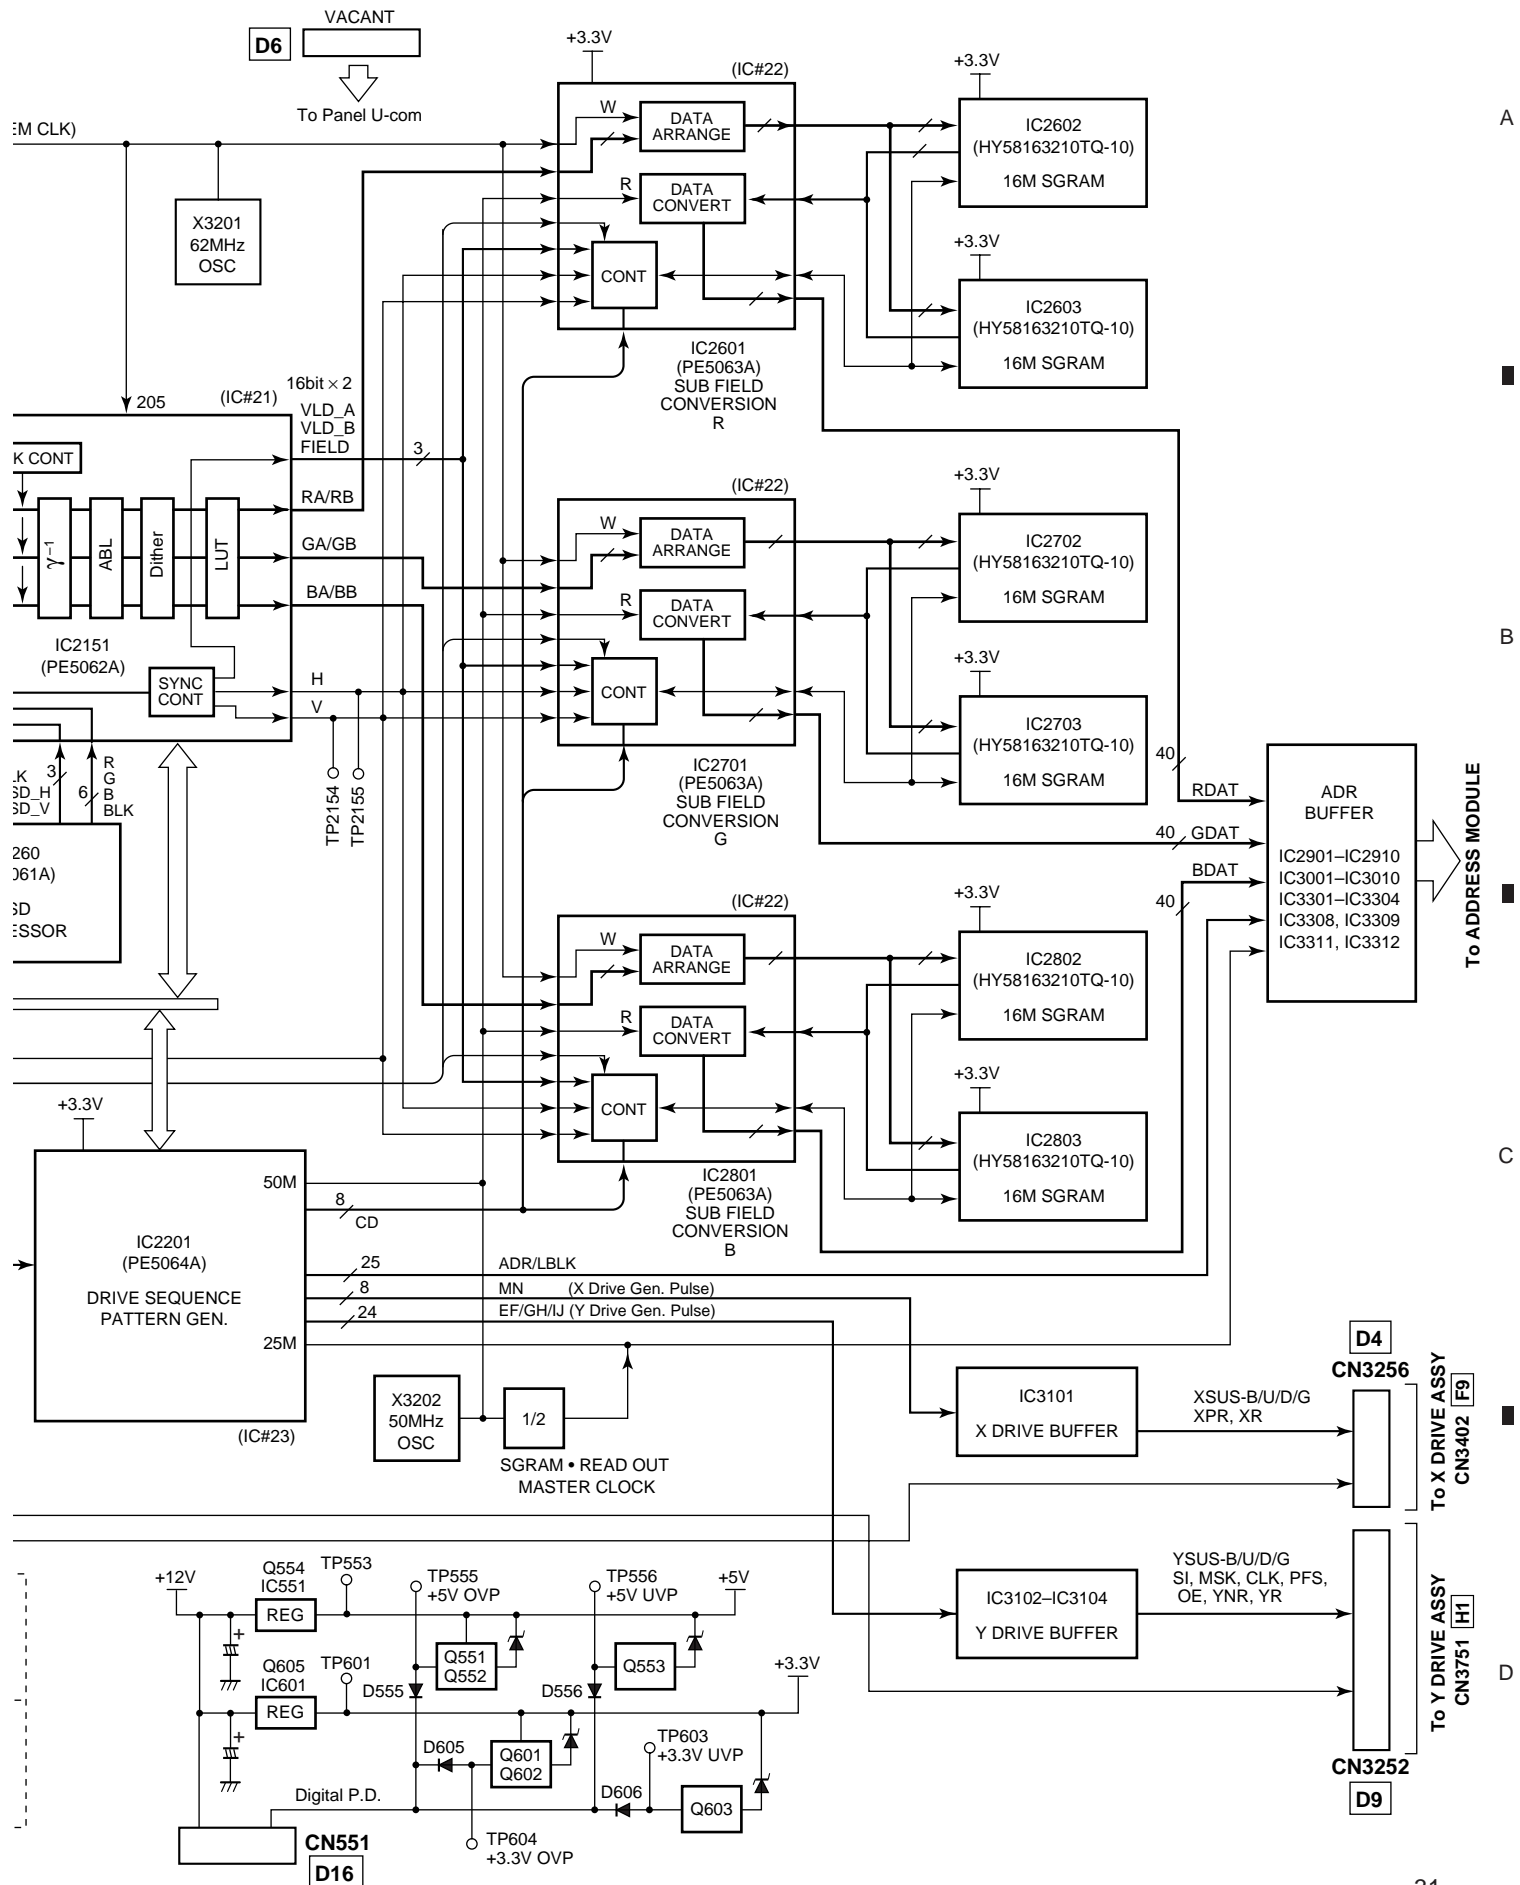 VACANT
D6
To Panel U-com
+3.3V
(IC#22)
W
DATA
ARRANGE
R
DATA
CONVERT
CONT
IC2601
(PE5063A)
SUB FIELD
CONVERSION
R
+3.3V
IC2602
(HY58163210TQ-10)
16M SGRAM
+3.3V
IC2603
(HY58163210TQ-10)
16M SGRAM
A
EM CLK)
X3201
62MHz
OSC
205
(IC#21)
16bit × 2
VLD_A
VLD_B
FIELD
3
K CONT
RA/RB
GA/GB
BA/BB
γ⁻¹
ABL
Dither
LUT
IC2151
(PE5062A)
SYNC
CONT
H
V
TP2154
TP2155
LK
SD_H
SD_V
3
6
R
G
B
BLK
260
061A)
SD
ESSOR
(IC#22)
W
DATA
ARRANGE
R
DATA
CONVERT
CONT
IC2701
(PE5063A)
SUB FIELD
CONVERSION
G
+3.3V
IC2702
(HY58163210TQ-10)
16M SGRAM
+3.3V
IC2703
(HY58163210TQ-10)
16M SGRAM
B
40
RDAT
40
GDAT
BDAT
40
ADR
BUFFER
IC2901–IC2910
IC3001–IC3010
IC3301–IC3304
IC3308, IC3309
IC3311, IC3312
To ADDRESS MODULE
(IC#22)
W
DATA
ARRANGE
R
DATA
CONVERT
CONT
IC2801
(PE5063A)
SUB FIELD
CONVERSION
B
+3.3V
IC2802
(HY58163210TQ-10)
16M SGRAM
+3.3V
IC2803
(HY58163210TQ-10)
16M SGRAM
C
+3.3V
50M
8
CD
IC2201
(PE5064A)
DRIVE SEQUENCE
PATTERN GEN.
25M
(IC#23)
25
ADR/LBLK
8
MN (X Drive Gen. Pulse)
24
EF/GH/IJ (Y Drive Gen. Pulse)
X3202
50MHz
OSC
1/2
SGRAM • READ OUT
MASTER CLOCK
IC3101
X DRIVE BUFFER
XSUS-B/U/D/G
XPR, XR
D4
CN3256
To X DRIVE ASSY
CN3402 F9
IC3102–IC3104
Y DRIVE BUFFER
YSUS-B/U/D/G
SI, MSK, CLK, PFS,
OE, YNR, YR
To Y DRIVE ASSY
CN3751 H1
CN3252
D9
D
+12V
Q554
IC551
REG
TP553
TP555
+5V OVP
TP556
+5V UVP
+5V
+
Q551
Q552
Q553
Q605
IC601
REG
TP601
D555
D556
+3.3V
+
D605
Q601
Q602
TP603
+3.3V UVP
D606
Q603
Digital P.D.
TP604
+3.3V OVP
CN551
D16